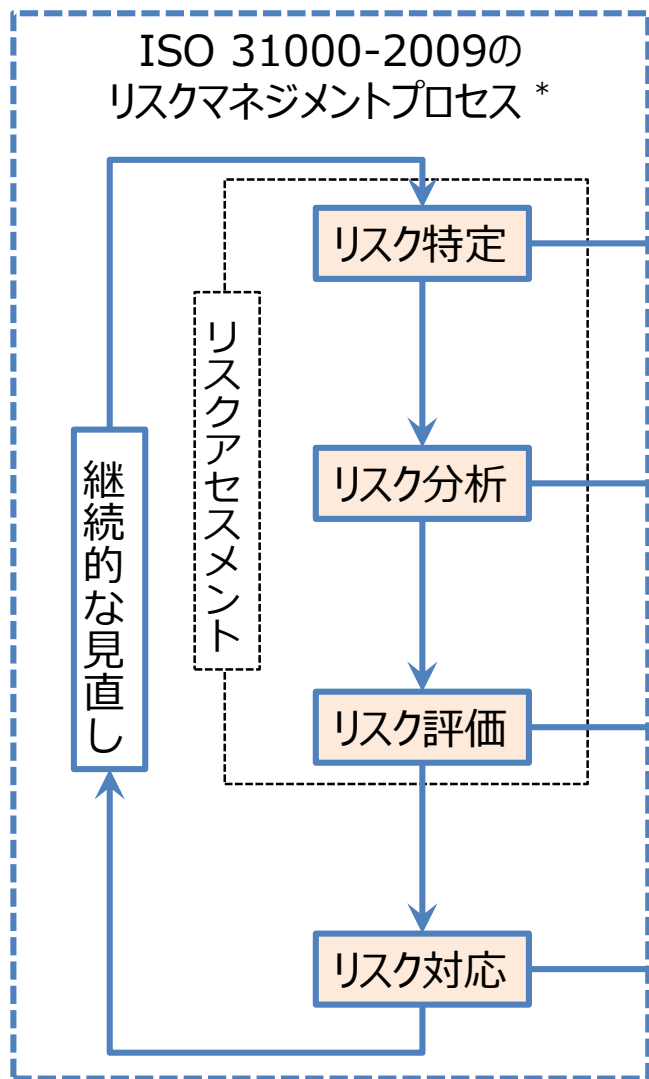 ISO 31000-2009の
リスクマネジメントプロセス *
リスク特定
リスクアセスメント
リスク分析
継続的な見直し
リスク評価
リスク対応